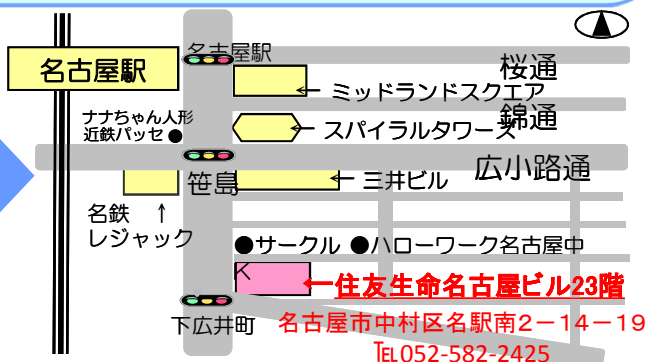 名古屋駅
名古屋駅
桜通
← ミッドランドスクエア
錦通
ナナちゃん人形
近鉄パッセ ●
← スパイラルタワーズ
広小路通
笹島
← 三井ビル
名鉄 ↑
レジャック
●サークル ●ハローワーク名古屋中
K
←住友生命名古屋ビル23階
下広井町
名古屋市中村区名駅南2－14－19
℡052-582-2425